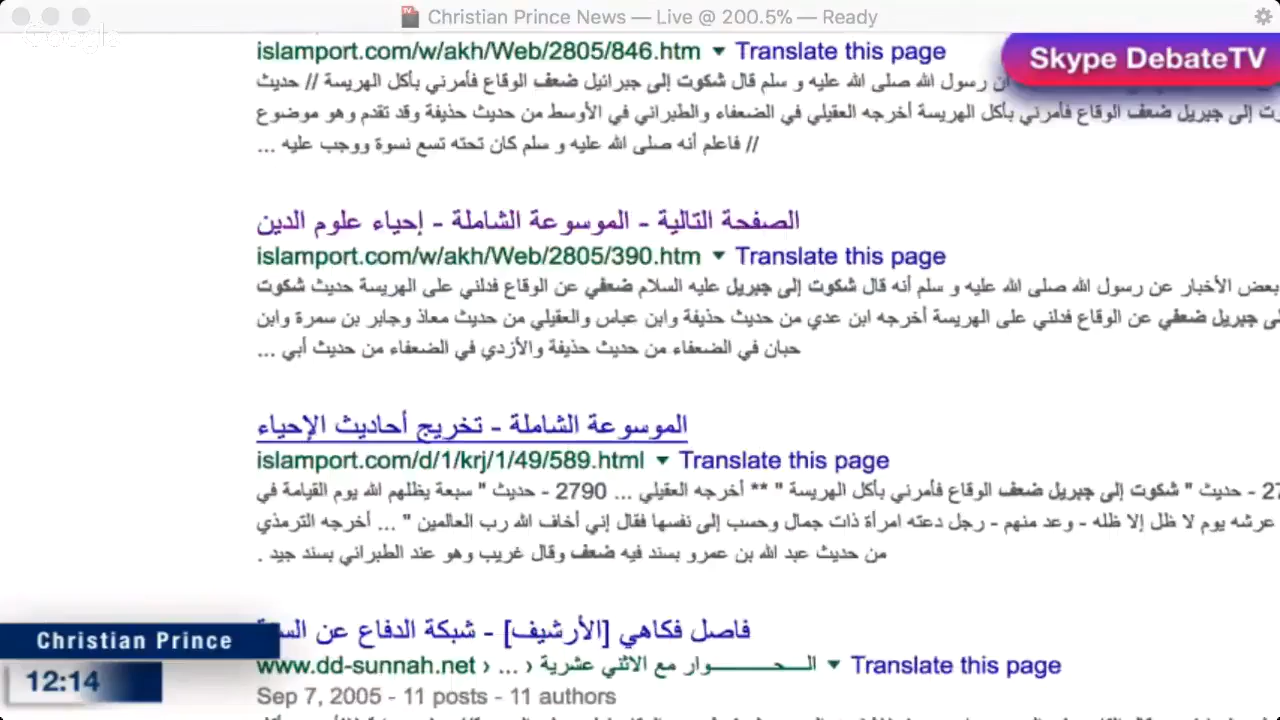 Christian Prince News — Live @ 200.5% — Ready
Google
Skype DebateTV
islamport.com/w/akh/Web/2805/846.htm ▼ Translate this page
رسول الله صلى الله عليه و سلم قال شكوت إلى جبرائيل ضعف الوقاع فأمرني بأكل الهريسة // حديث
إلى جبريل ضعف الوقاع فأمرني بأكل الهريسة أخرجه العقيلي في الضعفاء والطبراني في الأوسط من حديث حذيفة وقد تقدم وهو موضوع
// فاعلم أنه صلى الله عليه و سلم كان تحته تسع نسوة ووجب عليه ...
الصفحة التالية - الموسوعة الشاملة - إحياء علوم الدين
islamport.com/w/akh/Web/2805/390.htm ▼ Translate this page
بعض الأخبار عن رسول الله صلى الله عليه و سلم أنه قال شكوت إلى جبريل عليه السلام ضعفي عن الوقاع فدلني على الهريسة حديث شكوت
جبريل ضعفي عن الوقاع فدلني على الهريسة أخرجه ابن عدي من حديث حذيفة وابن عباس والعقيلي من حديث معاذ وجابر بن سمرة وابن
حبان في الضعفاء من حديث حذيفة والأزدي في الضعفاء من حديث أبي ...
الموسوعة الشاملة - تخريج أحاديث الإحياء
islamport.com/d/1/krj/1/49/589.html ▼ Translate this page
- حديث " شكوت إلى جبريل ضعف الوقاع فأمرني بأكل الهريسة " ** أخرجه العقيلي ... 2790 - حديث " سبعة يظلهم الله يوم القيامة في
عرشه يوم لا ظل إلا ظله - وعد منهم - رجل دعته امرأة ذات جمال وحسب إلى نفسها فقال إني أخاف الله رب العالمين " ... أخرجه الترمذي
من حديث عبد الله بن عمرو بسند فيه ضعف وقال غريب وهو عند الطبراني بسند جيد .
فاصل فكاهي [الأرشيف] - شبكة الدفاع عن
Christian Prince
www.dd-sunnah.net › ... › الـحـــــــوار مع الاثني عشرية ▼ Translate this page
12:14
Sep 7, 2005 - 11 posts - 11 authors